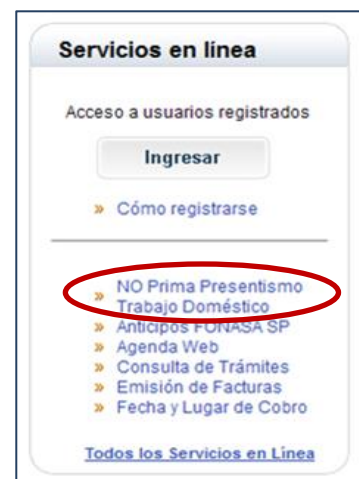 Servicios en línea
Acceso a usuarios registrados
Ingresar
» Cómo registrarse
» NO Prima Presentismo
Trabajo Doméstico
» Anticipos FONASA SP
» Agenda Web
» Consulta de Trámites
» Emisión de Facturas
» Fecha y Lugar de Cobro
Todos los Servicios en Línea